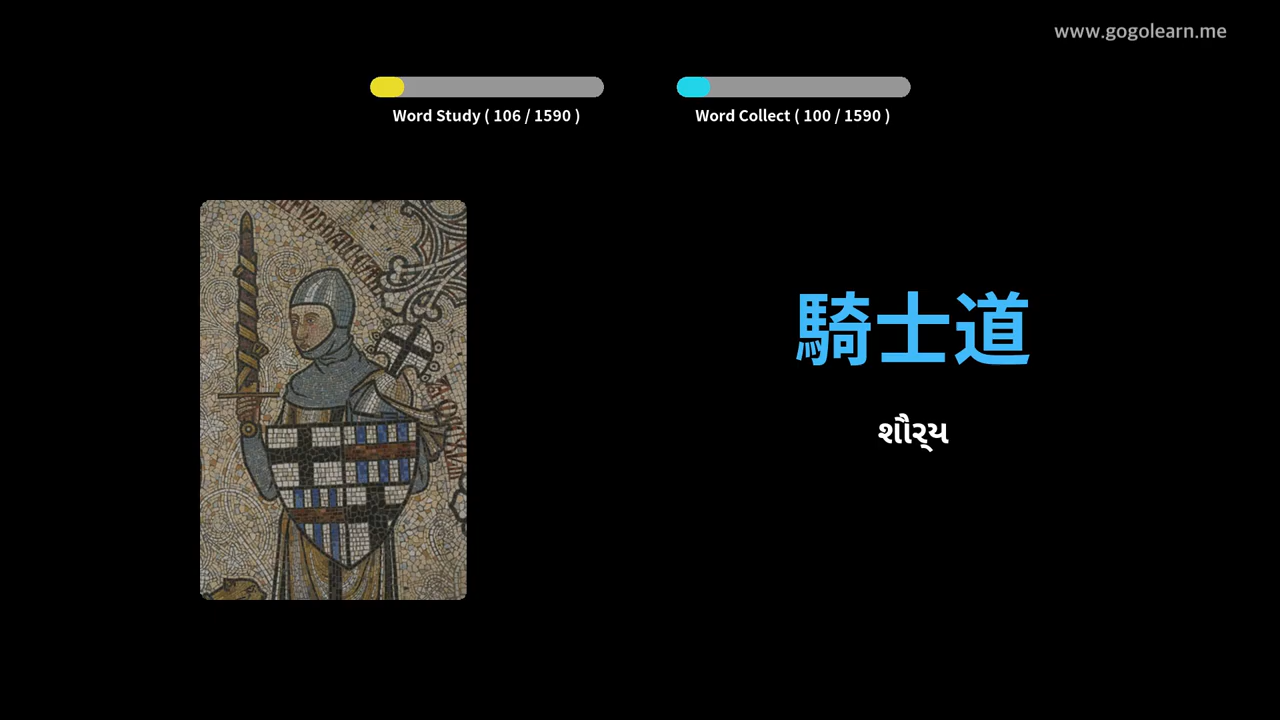 www.gogolearn.me
Word Study ( 106 / 1590 )
Word Collect ( 100 / 1590 )
騎士道
શૌર્ય